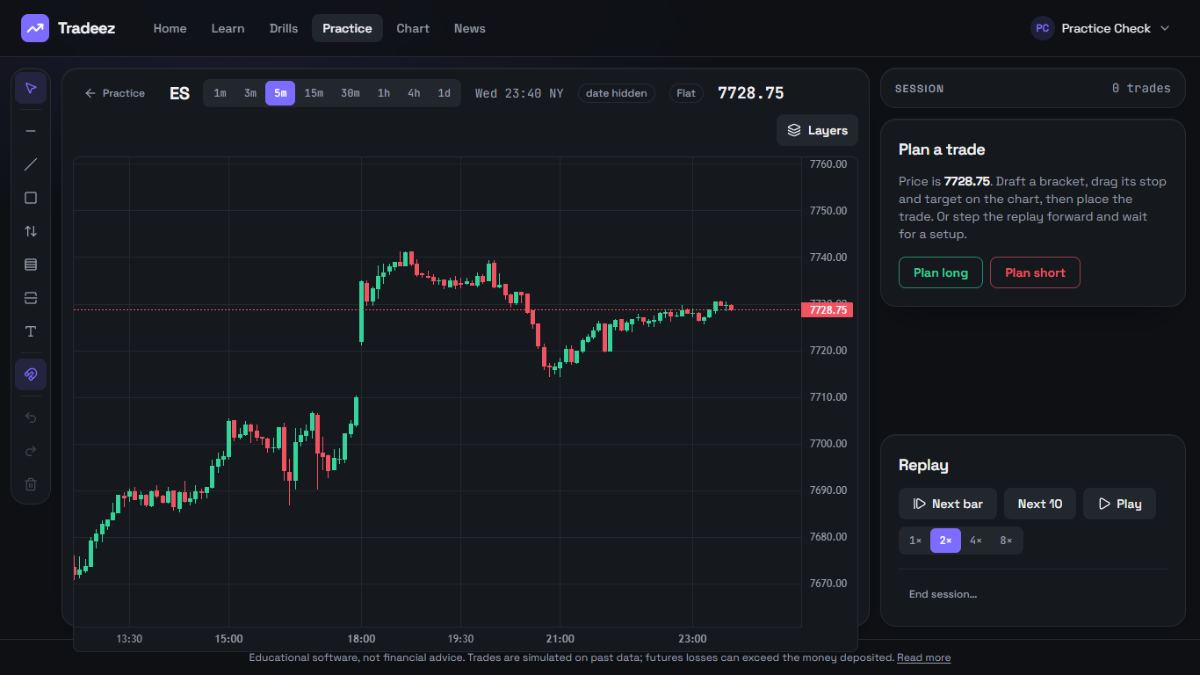 Tradeez Home Learn Drills Practice Chart News PC Practice Check
Practice ES 1m 3m 5m 15m 30m 1h 4h 1d Wed 23:40 NY date hidden Flat 7728.75
SESSION 0 trades
Layers
Plan a trade
Price is 7728.75. Draft a bracket, drag its stop
and target on the chart, then place the
trade. Or step the replay forward and wait
for a setup.
Plan long Plan short
7760.00
7750.00
7740.00
7728.75
7720.00
7710.00
7700.00
7690.00
7680.00
7670.00
T
13:30 15:00 18:00 19:30 21:00 23:00
Replay
Next bar Next 10 Play
1× 2× 4× 8×
End session...
Educational software, not financial advice. Trades are simulated on past data; futures losses can exceed the money deposited. Read more